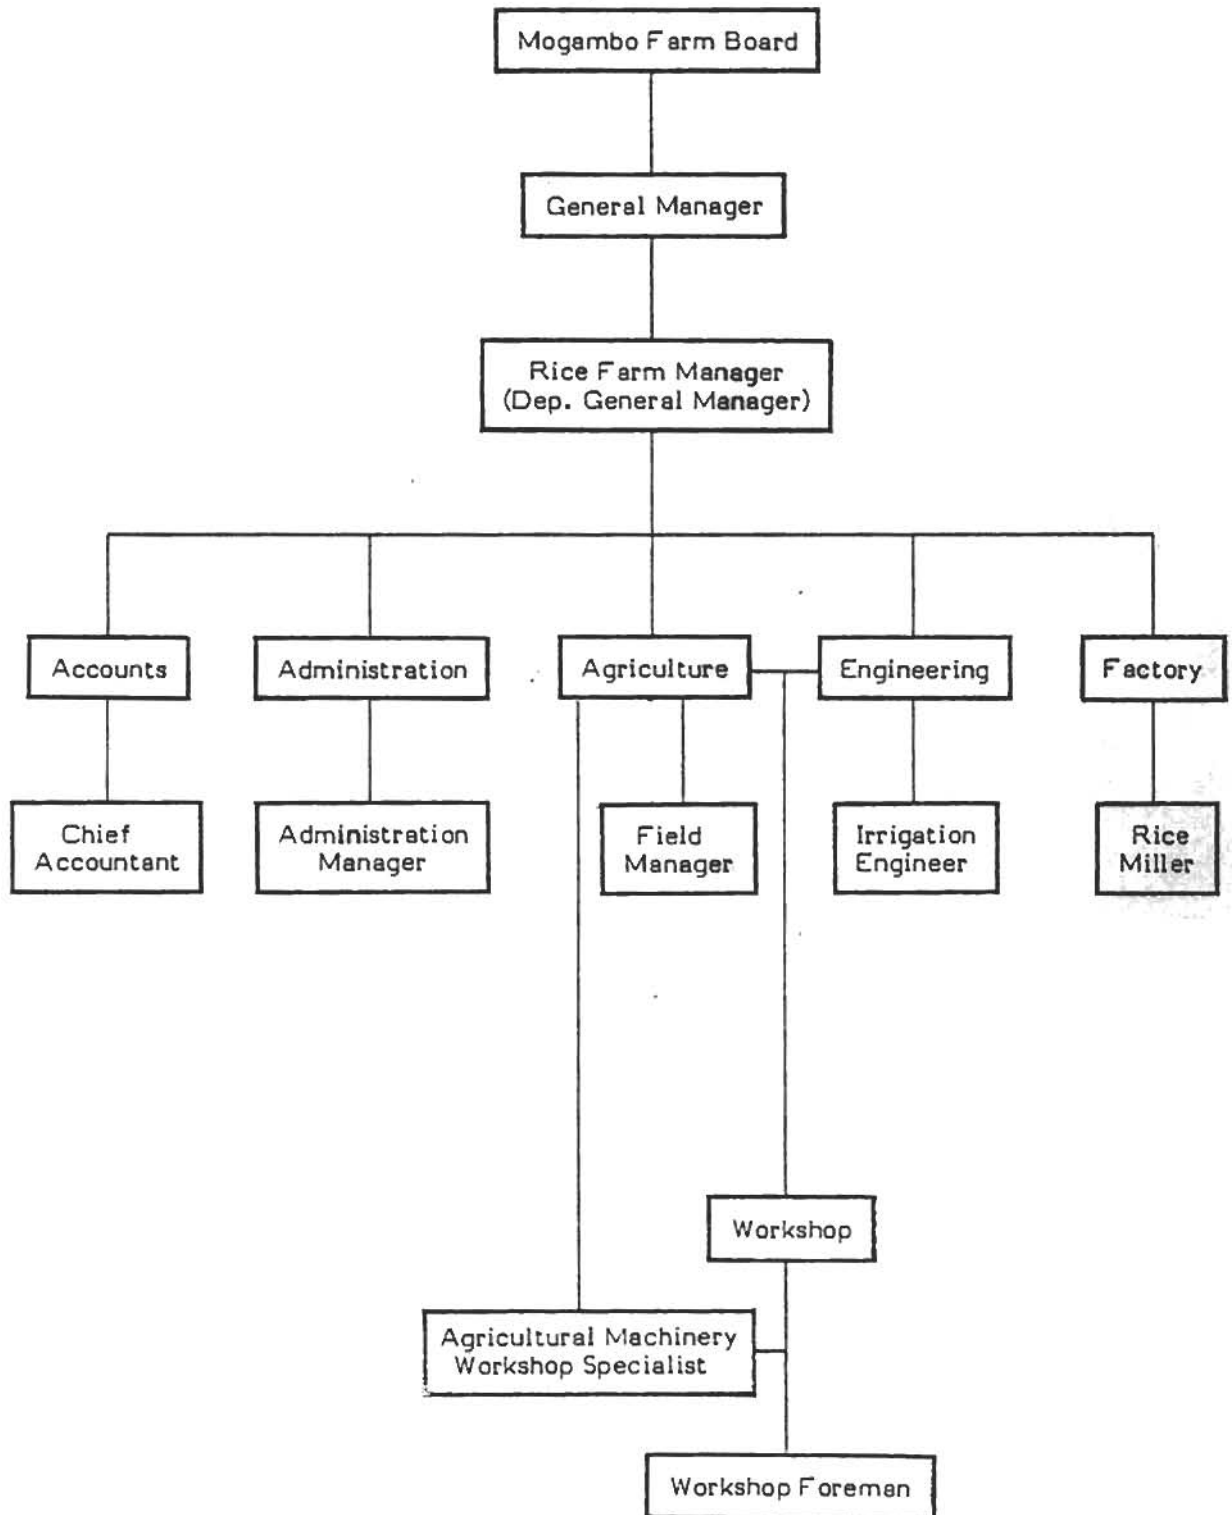 Mogambo Farm Board
General Manager
Rice Farm Manager
(Dep. General Manager)
Accounts
Administration
Agriculture
Engineering
Factory
Chief
Accountant
Administration
Manager
Field
Manager
Irrigation
Engineer
Rice
Miller
Workshop
Agricultural Machinery
Workshop Specialist
Workshop Foreman